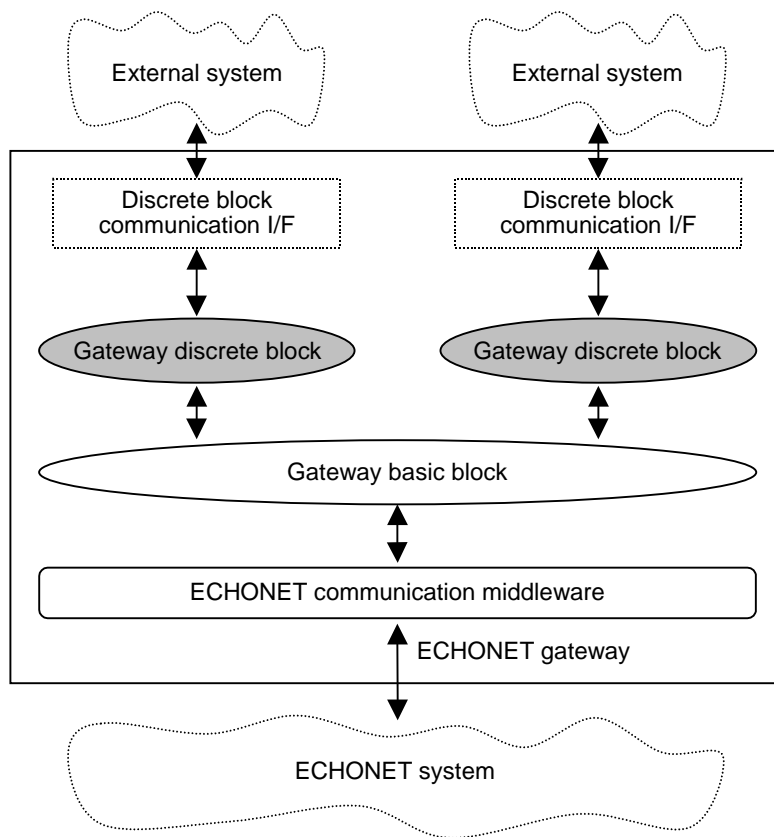 External system
External system
Discrete block
communication I/F
Discrete block
communication I/F
Gateway discrete block
Gateway discrete block
Gateway basic block
ECHONET communication middleware
ECHONET gateway
ECHONET system